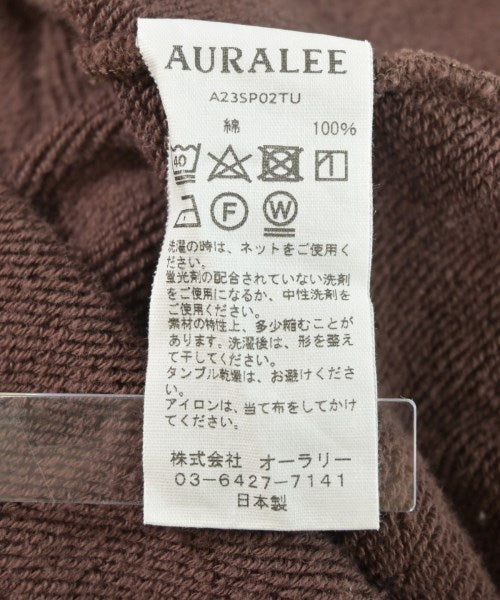 AURALEE
A23SP02TU
綿 100%
40
F W
洗濯の時は、ネットをご使用く
ださい。
蛍光剤の配合されていない洗剤
をご使用になるか、中性洗剤を
ご使用ください。
素材の特性上、多少縮むことが
あります。洗濯後は、形を整え
て干してください。
タンブル乾燥は、お避けくださ
い。
アイロンは、当て布をしてかけ
てください。
株式会社 オーラリー
03-6427-7141
日本製